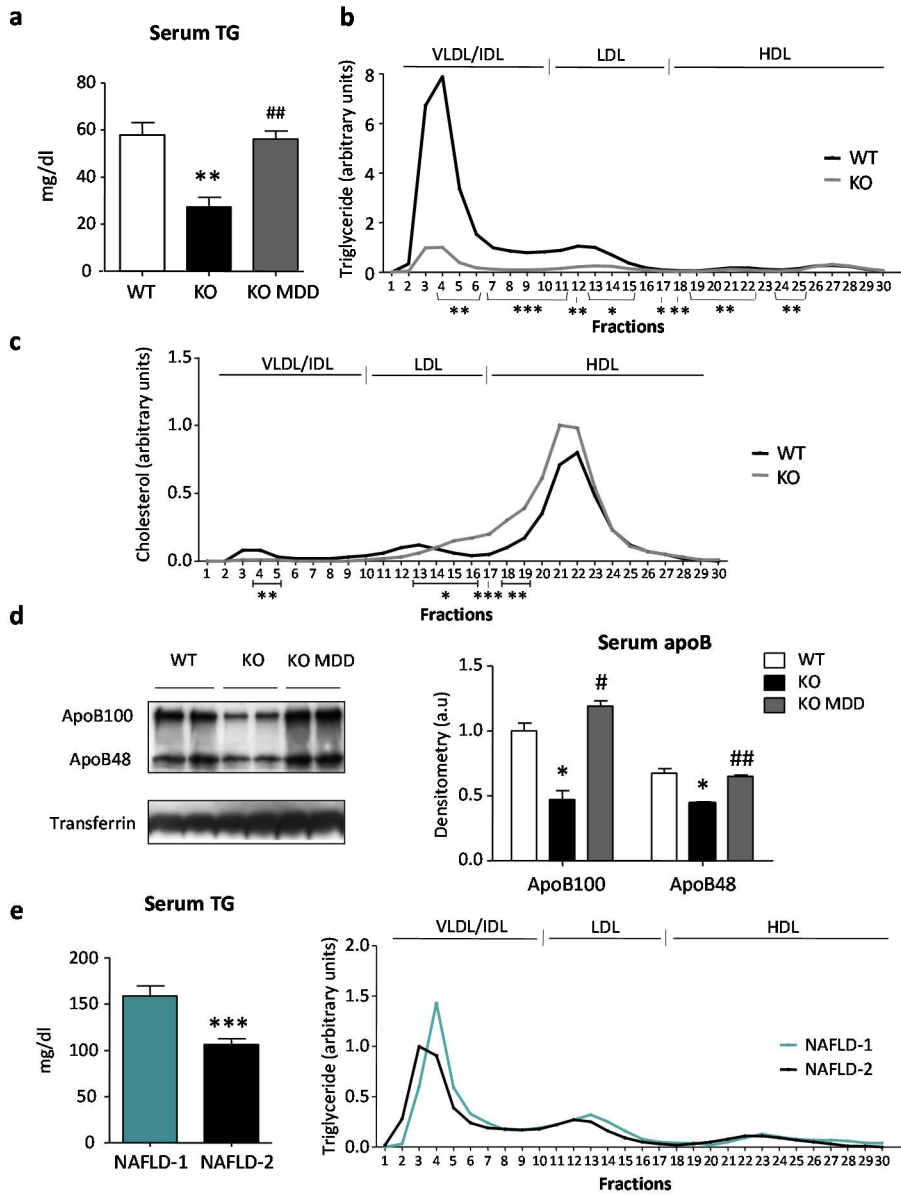 a
Serum TG
80
60
40
20
0
mg/dl
**
##
WT KO KO MDD
b
VLDL/IDL LDL HDL
8
6
4
2
0
Triglyceride (arbitrary units)
WT
KO
1 2 3 4 5 6 7 8 9 10 11 12 13 14 15 16 17 18 19 20 21 22 23 24 25 26 27 28 29 30
** *** ** * * ** ** **
Fractions
c
VLDL/IDL LDL HDL
1.5
1.0
0.5
0.0
Cholesterol (arbitrary units)
WT
KO
1 2 3 4 5 6 7 8 9 10 11 12 13 14 15 16 17 18 19 20 21 22 23 24 25 26 27 28 29 30
** * *** **
Fractions
d
WT KO KO MDD
ApoB100
ApoB48
Transferrin
Serum apoB
1.5
1.0
0.5
0.0
Densitometry (a.u)
WT
KO
KO MDD
* #
* ##
ApoB100 ApoB48
e
Serum TG
200
150
100
50
0
mg/dl
***
NAFLD-1 NAFLD-2
VLDL/IDL LDL HDL
2.0
1.5
1.0
0.5
0.0
Triglyceride (arbitrary units)
NAFLD-1
NAFLD-2
1 2 3 4 5 6 7 8 9 10 11 12 13 14 15 16 17 18 19 20 21 22 23 24 25 26 27 28 29 30